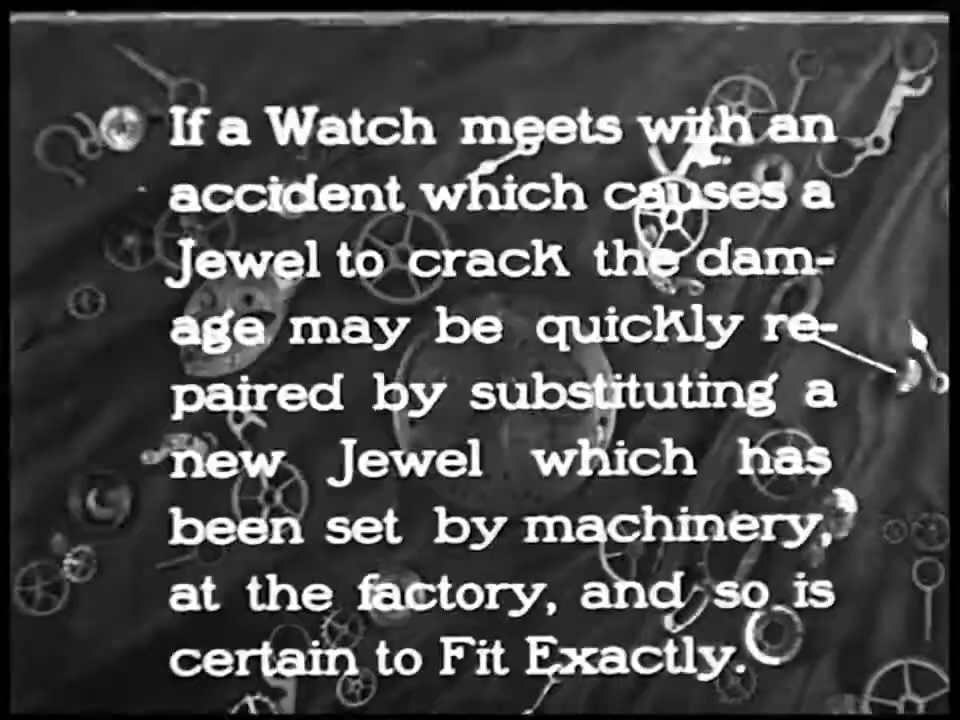 If a Watch meets with an
accident which causes a
Jewel to crack the dam-
age may be quickly re-
paired by substituting a
new Jewel which has
been set by machinery,
at the factory, and so is
certain to Fit Exactly.